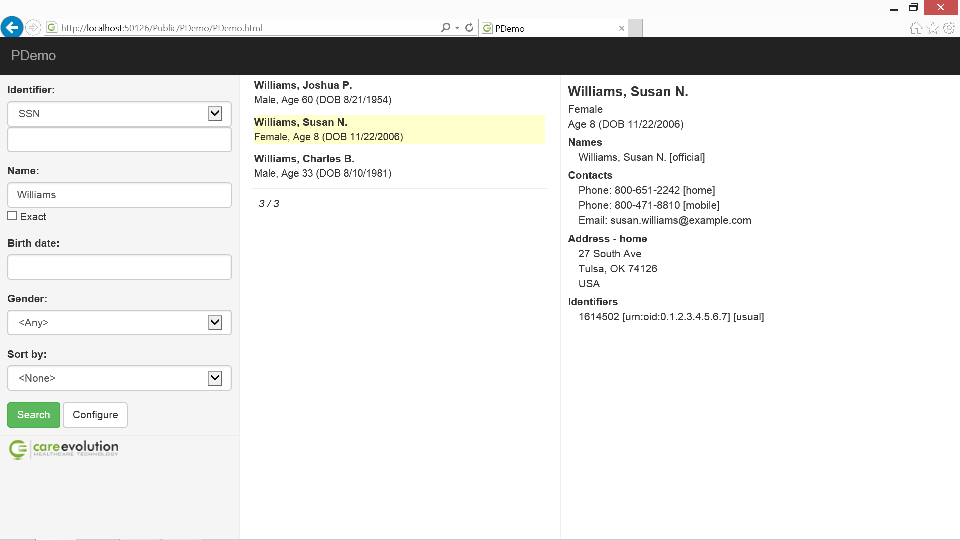 http://localhost:50126/Public/PDemo/PDemo.html
PDemo
PDemo
Identifier:
SSN
Name:
Williams
Exact
Birth date:
Gender:
<Any>
Sort by:
<None>
Search
Configure
careevolution
HEALTHCARE TECHNOLOGY
Williams, Joshua P.
Male, Age 60 (DOB 8/21/1954)
Williams, Susan N.
Female, Age 8 (DOB 11/22/2006)
Williams, Charles B.
Male, Age 33 (DOB 8/10/1981)
3 / 3
Williams, Susan N.
Female
Age 8 (DOB 11/22/2006)
Names
Williams, Susan N. [official]
Contacts
Phone: 800-651-2242 [home]
Phone: 800-471-8810 [mobile]
Email: susan.williams@example.com
Address - home
27 South Ave
Tulsa, OK 74126
USA
Identifiers
1614502 [urn:oid:0.1.2.3.4.5.6.7] [usual]